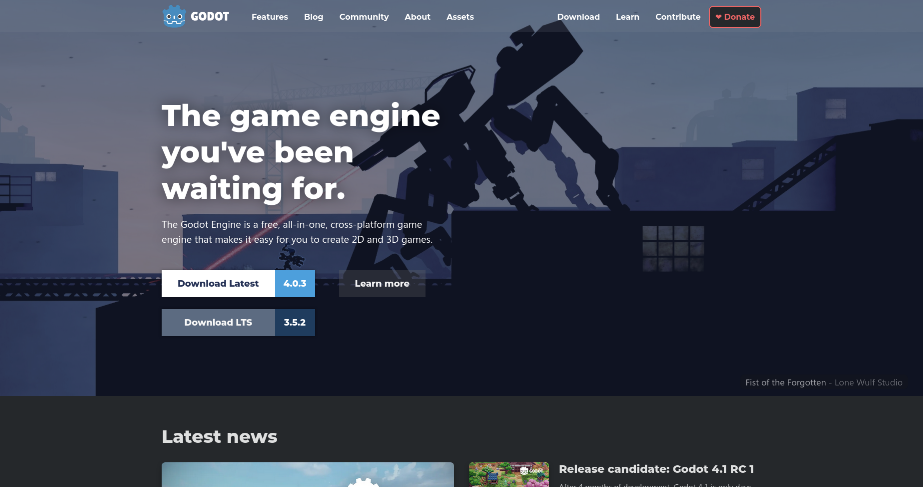 GODOT
Features Blog Community About Assets Download Learn Contribute ❤ Donate
The game engine
you've been
waiting for.
The Godot Engine is a free, all-in-one, cross-platform game
engine that makes it easy for you to create 2D and 3D games.
Download Latest 4.0.3 Learn more
Download LTS 3.5.2
Fist of the Forgotten - Lone Wulf Studio
Latest news
GODOT
Release candidate: Godot 4.1 RC 1